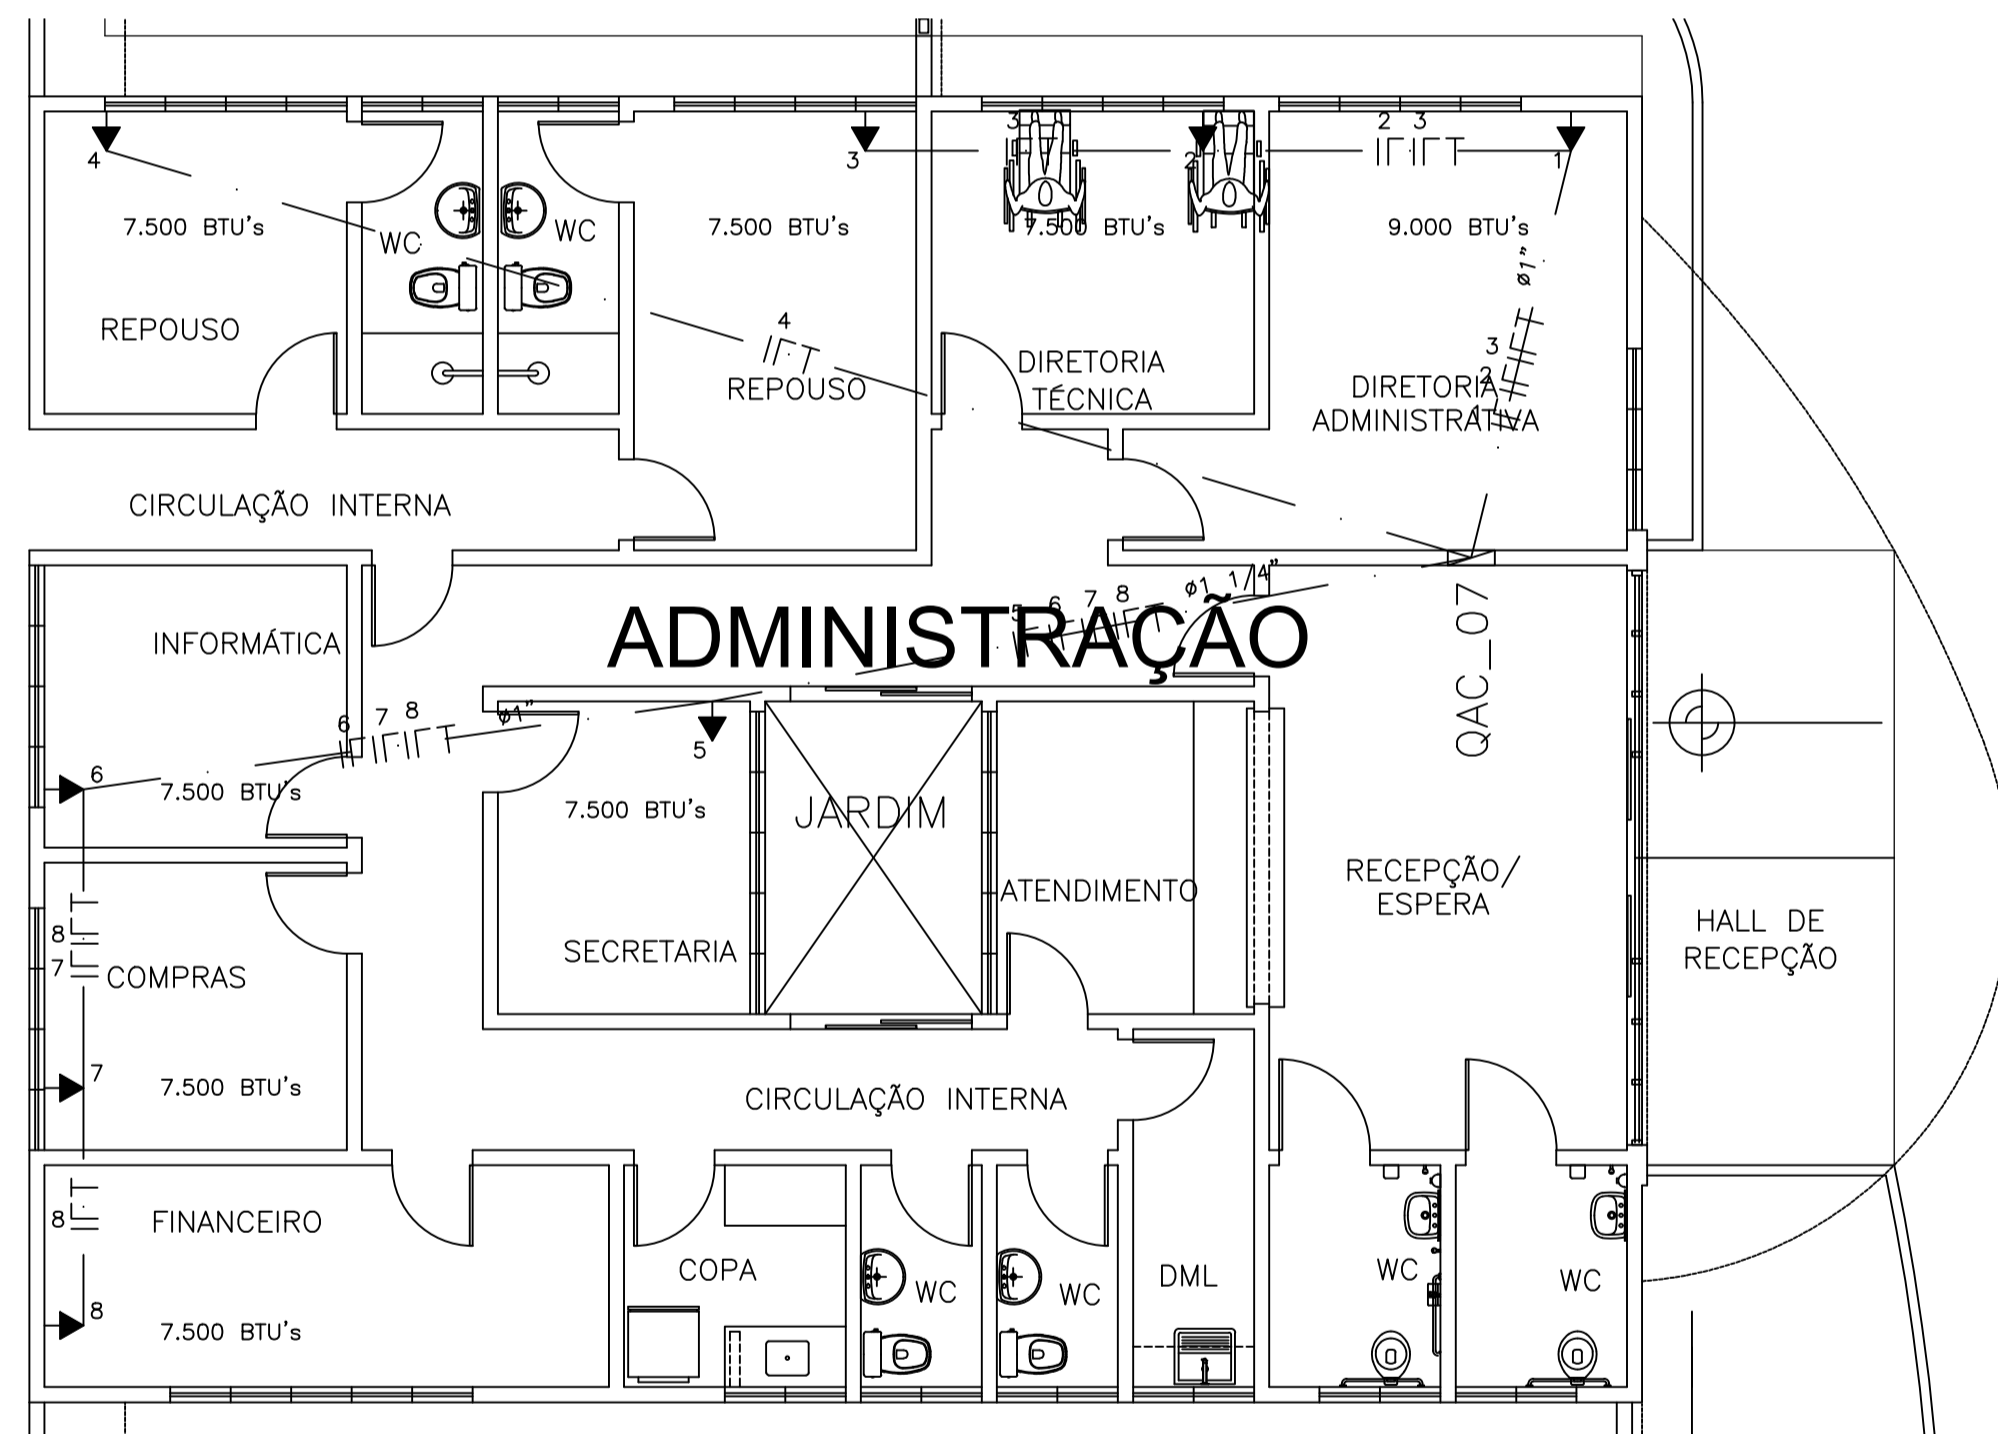 3
2 3
4
3
2
1
7.500 BTU's
WC
WC
7.500 BTU's
7.500 BTU's
9.000 BTU's
ø1"
REPOUSO
4
REPOUSO
DIRETORIA
TÉCNICA
3
2
1
DIRETORIA
ADMINISTRATIVA
CIRCULAÇÃO INTERNA
INFORMÁTICA
ADMINISTRAÇÃO
5 6 7 8
ø1 1/4"
QAC_07
6 7 8
ø1"
5
6
7.500 BTU's
7.500 BTU's
JARDIM
ATENDIMENTO
RECEPÇÃO/
ESPERA
HALL DE
RECEPÇÃO
8
7
COMPRAS
SECRETARIA
7
7.500 BTU's
CIRCULAÇÃO INTERNA
8
FINANCEIRO
COPA
WC
WC
DML
WC
WC
8
7.500 BTU's